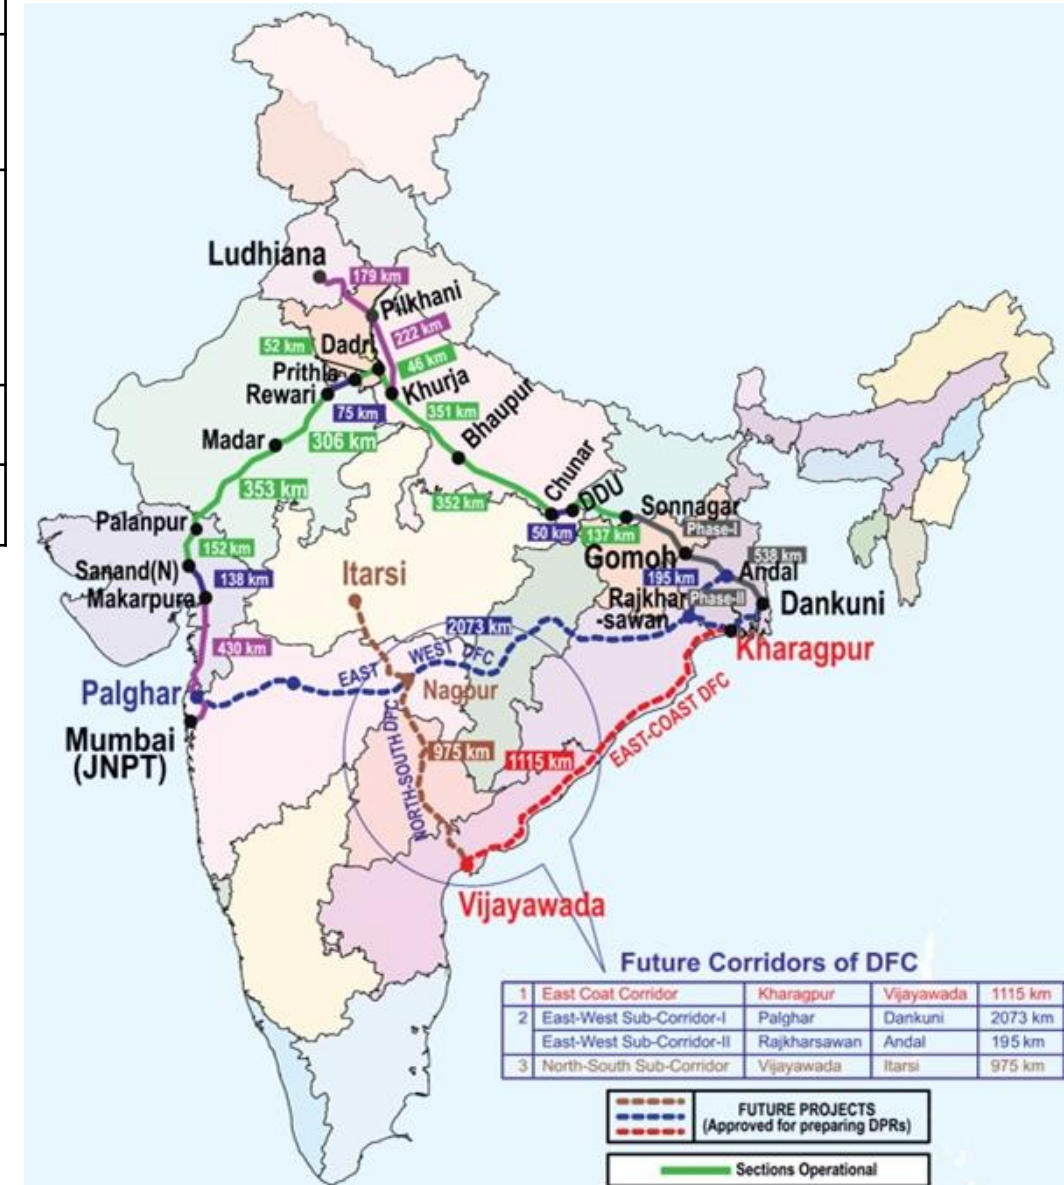 Ludhiana
179 km
Pilkhani
222 km
52 km
Dadri
46 km
Prithla
Rewari
Khurja
75 km
351 km
Bhaupur
Madar
306 km
353 km
Chunar
DDU
352 km
Palanpur
50 km
137 km
Sonnagar
Phase-I
152 km
Gomoh
538 km
Sanand(N)
138 km
Itarsi
195 km
Andal
Makarpura
Rajkhar
-sawan
Phase-II
Dankuni
2073 km
430 km
Kharagpur
EAST
WEST DFC
Palghar
Nagpur
Mumbai
(JNPT)
NORTH-SOUTH DFC
975 km
1115 km
EAST-COAST DFC
Vijayawada
Future Corridors of DFC
1 East Coat Corridor Kharagpur Vijayawada 1115 km
2 East-West Sub-Corridor-I Palghar Dankuni 2073 km
East-West Sub-Corridor-II Rajkharsawan Andal 195 km
3 North-South Sub-Corridor Vijayawada Itarsi 975 km
FUTURE PROJECTS
(Approved for preparing DPRs)
Sections Operational